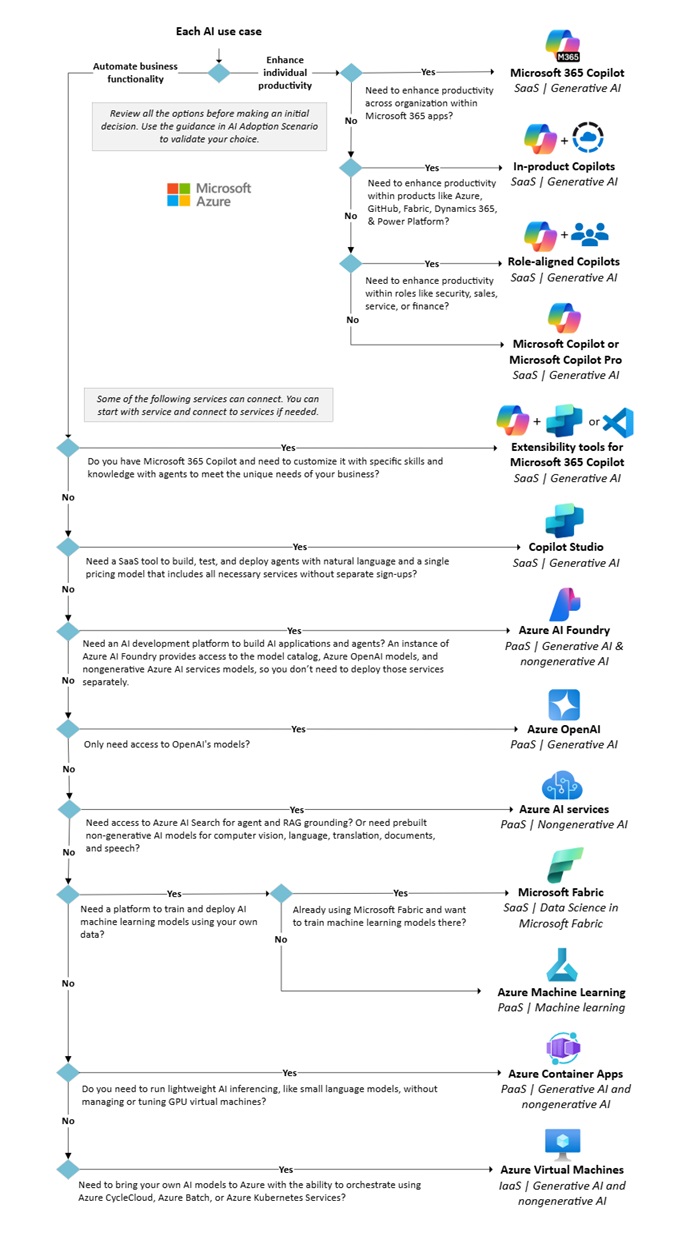 Each AI use case
Automate business
functionality
Enhance
individual
productivity
Yes
M365
Microsoft 365 Copilot
SaaS | Generative AI
Need to enhance productivity
across organization within
Microsoft 365 apps?
Review all the options before making an initial
decision. Use the guidance in AI Adoption Scenario
to validate your choice.
No
Microsoft
Azure
Yes
+
In-product Copilots
SaaS | Generative AI
Need to enhance productivity
within products like Azure,
GitHub, Fabric, Dynamics 365,
& Power Platform?
No
Yes
+
Role-aligned Copilots
SaaS | Generative AI
Need to enhance productivity
within roles like security, sales,
service, or finance?
No
Microsoft Copilot or
Microsoft Copilot Pro
SaaS | Generative AI
Some of the following services can connect. You can
start with service and connect to services if needed.
+ or
Yes
Extensibility tools for
Microsoft 365 Copilot
SaaS | Generative AI
Do you have Microsoft 365 Copilot and need to customize it with specific skills and
knowledge with agents to meet the unique needs of your business?
No
Yes
Copilot Studio
SaaS | Generative AI
Need a SaaS tool to build, test, and deploy agents with natural language and a single
pricing model that includes all necessary services without separate sign-ups?
No
Yes
Azure AI Foundry
PaaS | Generative AI &
nongenerative AI
Need an AI development platform to build AI applications and agents? An instance of
Azure AI Foundry provides access to the model catalog, Azure OpenAI models, and
nongenerative Azure AI services models, so you don't need to deploy those services
separately.
No
Yes
Azure OpenAI
PaaS | Generative AI
Only need access to OpenAI's models?
No
Yes
Azure AI services
PaaS | Nongenerative AI
Need access to Azure AI Search for agent and RAG grounding? Or need prebuilt
non-generative AI models for computer vision, language, translation, documents,
and speech?
No
Yes
Yes
Microsoft Fabric
SaaS | Data Science in
Microsoft Fabric
Need a platform to train and deploy AI
machine learning models using your own
data?
Already using Microsoft Fabric and want
to train machine learning models there?
No
No
Azure Machine Learning
PaaS | Machine learning
Yes
Azure Container Apps
PaaS | Generative AI and
nongenerative AI
Do you need to run lightweight AI inferencing, like small language models, without
managing or tuning GPU virtual machines?
No
Yes
Azure Virtual Machines
IaaS | Generative AI and
nongenerative AI
Need to bring your own AI models to Azure with the ability to orchestrate using
Azure CycleCloud, Azure Batch, or Azure Kubernetes Services?